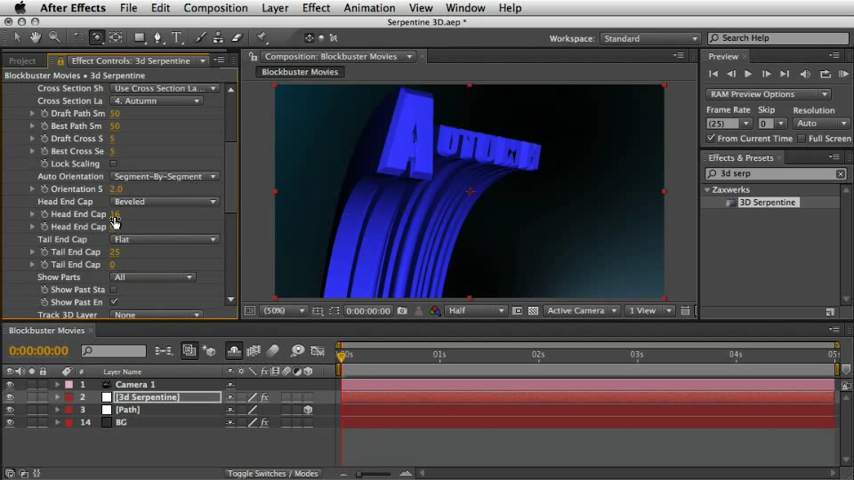 After Effects File Edit Composition Layer Effect Animation View Window Help
Serpentine 3D.aep *
Workspace: Standard
Search Help
Project Effect Controls: 3d Serpentine
Composition: Blockbuster Movies
Preview
Blockbuster Movies • 3d Serpentine
Blockbuster Movies
Cross Section Sh Use Cross Section La...
Cross Section La 4. Autumn
Draft Path Sm 50
Best Path Sm 50
Draft Cross S 5
Best Cross Se 5
Lock Scaling
Auto Orientation Segment-By-Segment
Orientation S 2.0
Head End Cap Beveled
Head End Cap
Head End Cap
Tail End Cap Flat
Tail End Cap 25
Tail End Cap 0
Show Parts All
Show Past Sta
Show Past En
Track 3D Layer None
AUTUMN
(50%) 0:00:00:00 Half Active Camera 1 View
RAM Preview Options
Frame Rate Skip Resolution
(25) 0 Auto
From Current Time Full Screen
Effects & Presets
3d serp
Zaxwerks
3D Serpentine
Blockbuster Movies
0:00:00:00
:00s 01s 02s 03s 04s 05s
# Layer Name
1 Camera 1
2 [3d Serpentine]
3 [Path]
14 BG
Toggle Switches / Modes